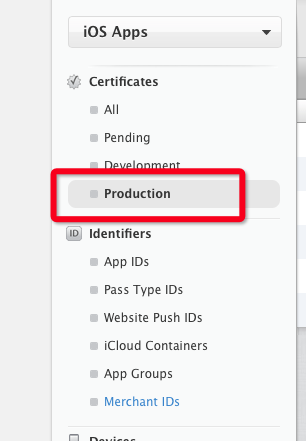 iOS Apps
Certificates
All
Pending
Development
Production
ID Identifiers
App IDs
Pass Type IDs
Website Push IDs
iCloud Containers
App Groups
Merchant IDs
Devices